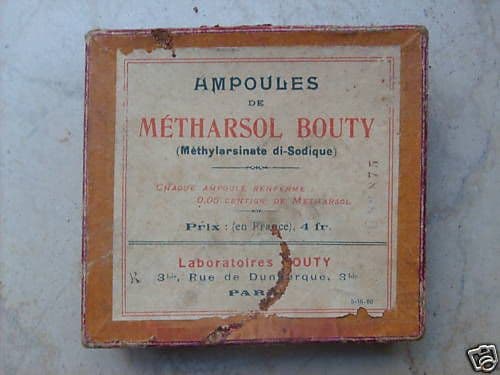 AMPOULES
DE
MÉTHARSOL BOUTY
(Méthylarsinate di-Sodique)
CHAQUE AMPOULE RENFERME :
0,05 CENTIGR DE METHARSOL
Prix : (en France), 4 fr.
Laboratoires BOUTY
3bis, Rue de Dunkerque, 3bis
PARIS